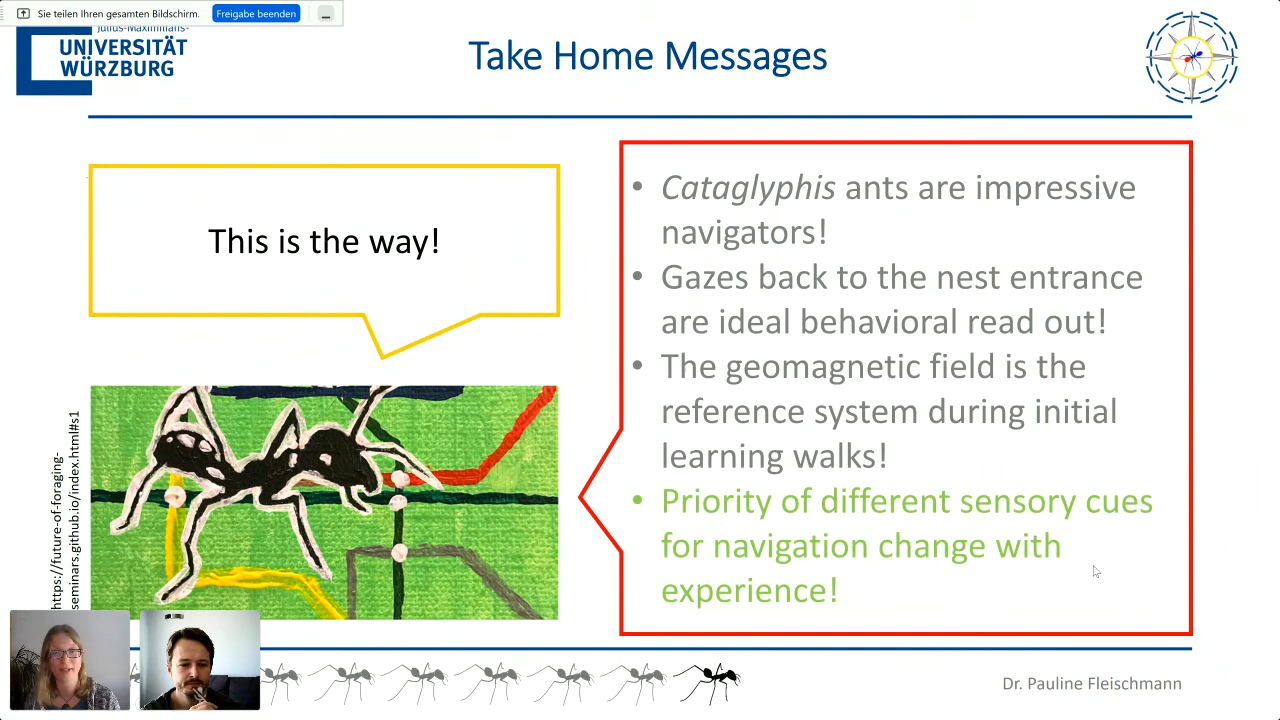 Sie teilen Ihren gesamten Bildschirm.
Freigabe beenden
Julius-Maximilians-
UNIVERSITÄT
WÜRZBURG
Take Home Messages
This is the way!
https://future-of-foraging-
seminars.github.io/index.html#s1
• Cataglyphis ants are impressive
navigators!
• Gazes back to the nest entrance
are ideal behavioral read out!
• The geomagnetic field is the
reference system during initial
learning walks!
• Priority of different sensory cues
for navigation change with
experience!
Dr. Pauline Fleischmann